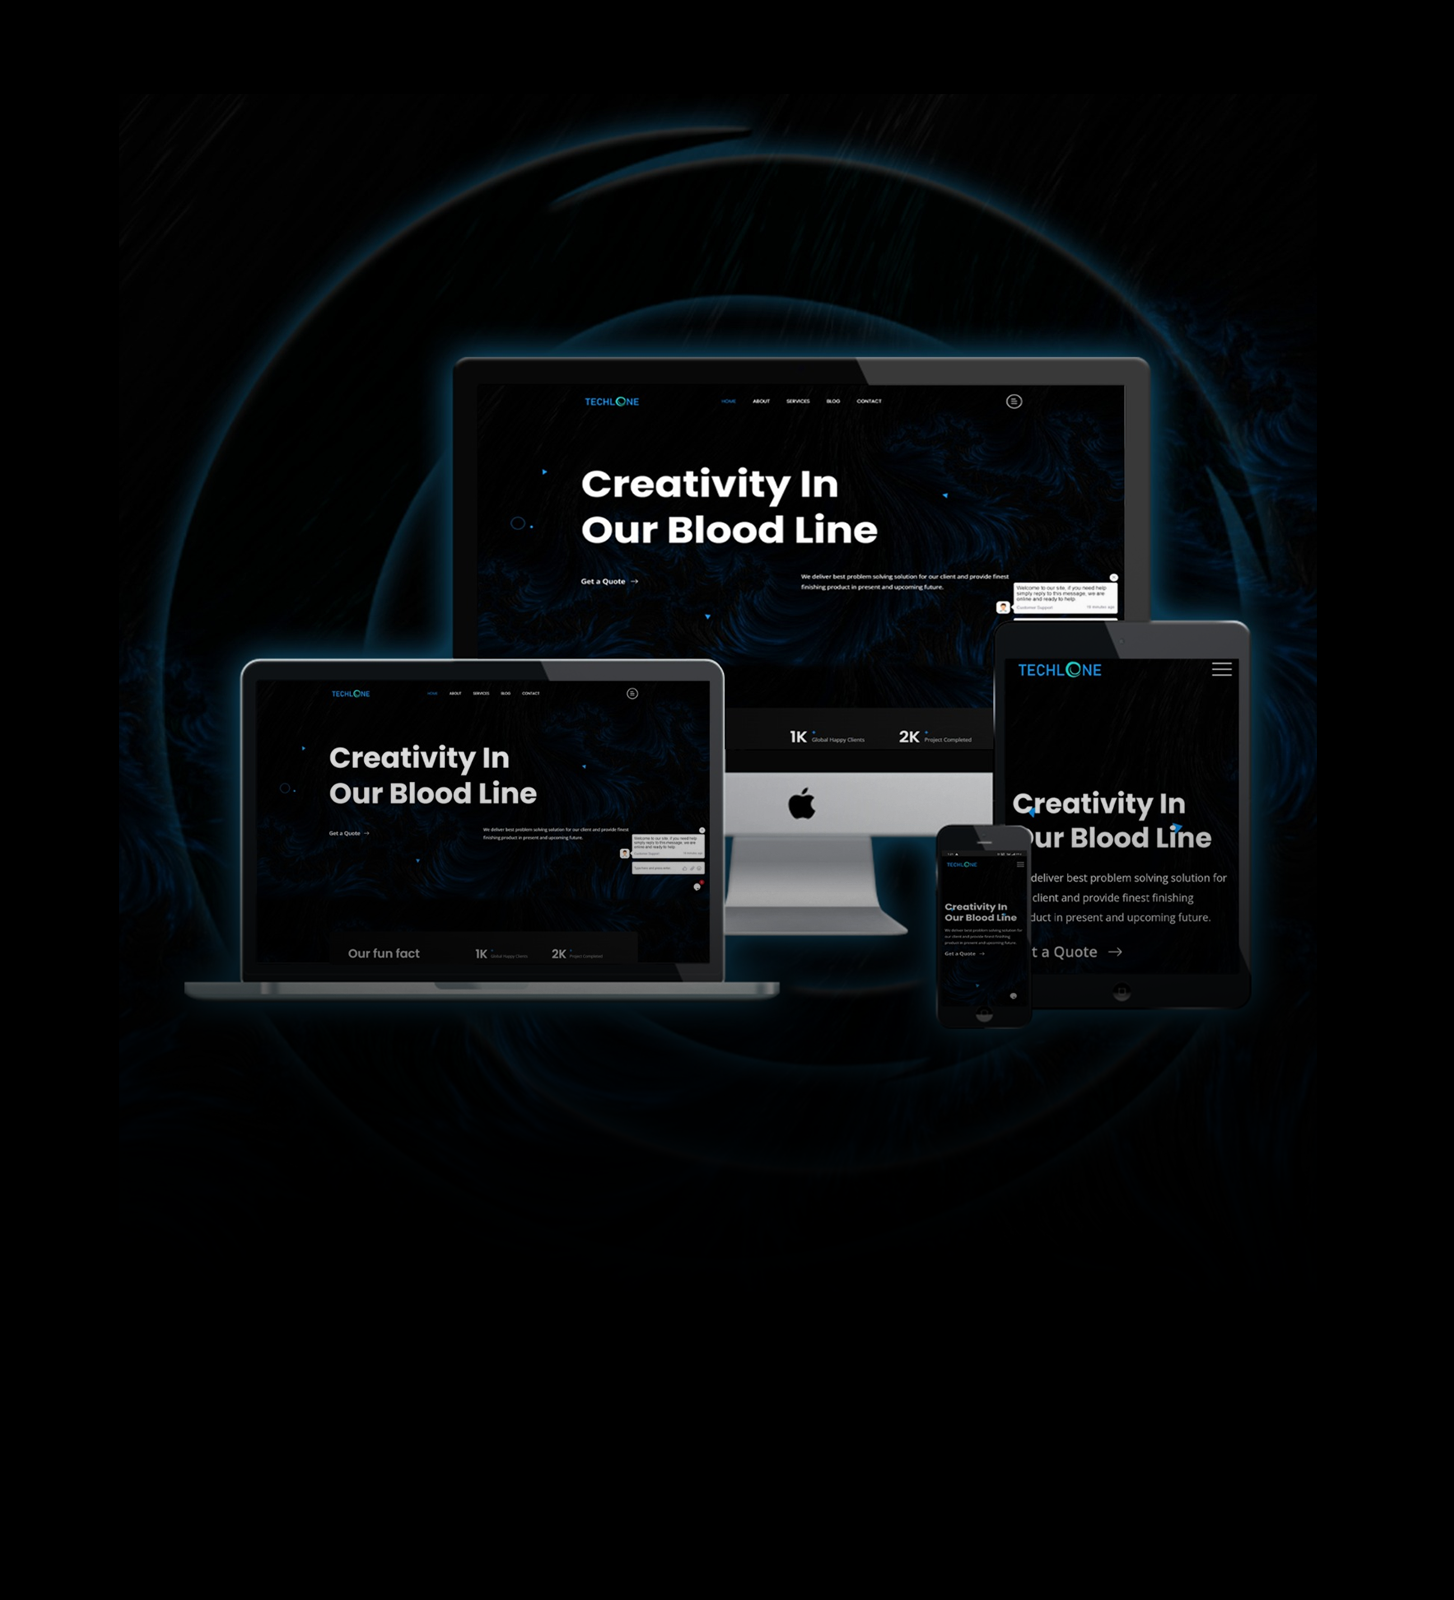 TECHLONE
HOME ABOUT SERVICES BLOG CONTACT
Creativity In
Our Blood Line
Get a Quote →
We deliver best problem solving solution for our client and provide finest
finishing product in present and upcoming future.
Welcome to our site, if you need help
simply reply to this message, we are
online and ready to help
Customer Support
1K Global Happy Clients
2K Project Completed
TECHLONE
HOME ABOUT SERVICES BLOG CONTACT
Creativity In
Our Blood Line
Get a Quote →
We deliver best problem solving solution for our client and provide finest
finishing product in present and upcoming future.
Welcome to our site, if you need help
simply reply to this message, we are
online and ready to help
Our fun fact
1K Global Happy Clients
2K Project Completed
TECHLONE
Creativity In
Our Blood Line
We deliver best problem solving solution for
our client and provide finest finishing
product in present and upcoming future.
Get a Quote →
TECHLONE
Creativity In
ur Blood Line
deliver best problem solving solution for
client and provide finest finishing
duct in present and upcoming future.
t a Quote →